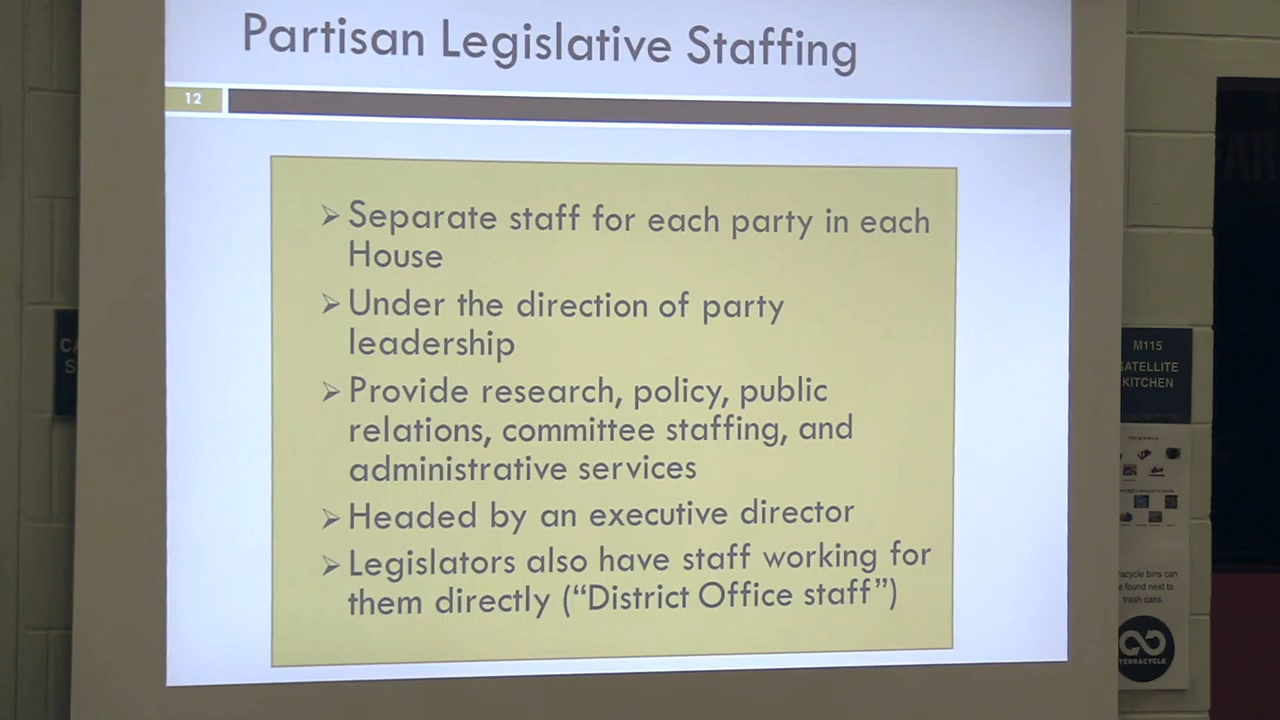 Partisan Legislative Staffing
12
➢ Separate staff for each party in each
House
➢ Under the direction of party
leadership
➢ Provide research, policy, public
relations, committee staffing, and
administrative services
➢ Headed by an executive director
➢ Legislators also have staff working for
them directly (“District Office staff”)
M115
SATELLITE
KITCHEN
CA
S
bins can
found next to
trash cans.
TERRACYCLE